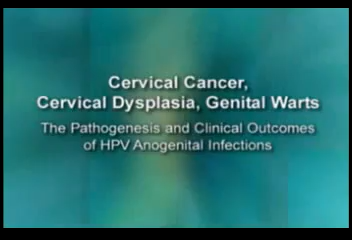 Cervical Cancer,
Cervical Dysplasia, Genital Warts
The Pathogenesis and Clinical Outcomes
of HPV Anogenital Infections